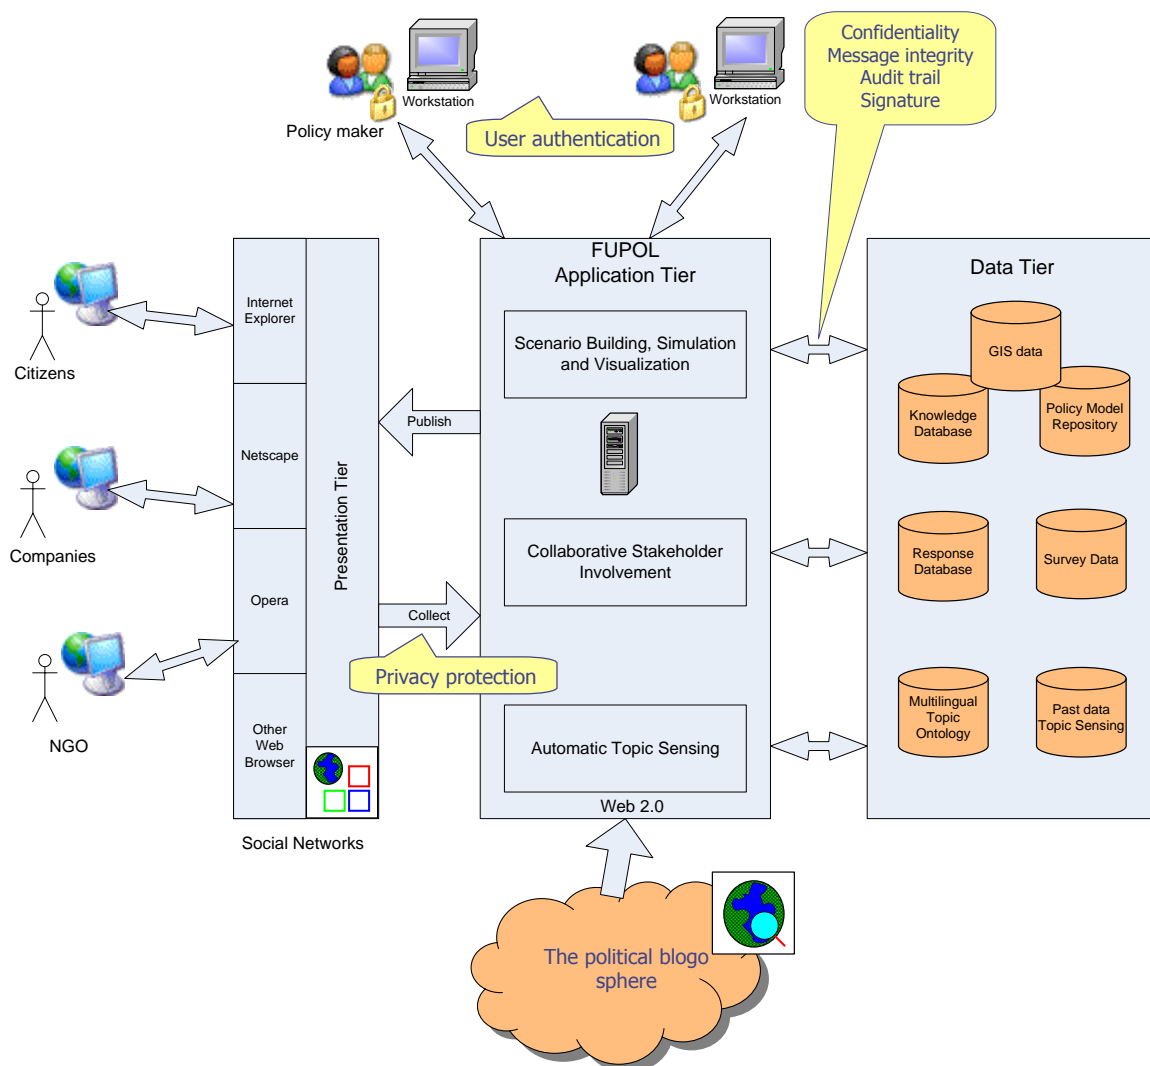 Workstation
Policy maker
User authentication
Workstation
Confidentiality
Message integrity
Audit trail
Signature
Citizens
Companies
NGO
Internet
Explorer
Netscape
Opera
Other
Web
Browser
Presentation Tier
Social Networks
Publish
Collect
Privacy protection
FUPOL
Application Tier
Scenario Building, Simulation
and Visualization
Collaborative Stakeholder
Involvement
Automatic Topic Sensing
Web 2.0
Data Tier
GIS data
Knowledge
Database
Policy Model
Repository
Response
Database
Survey Data
Multilingual
Topic
Ontology
Past data
Topic Sensing
The political blogo
sphere